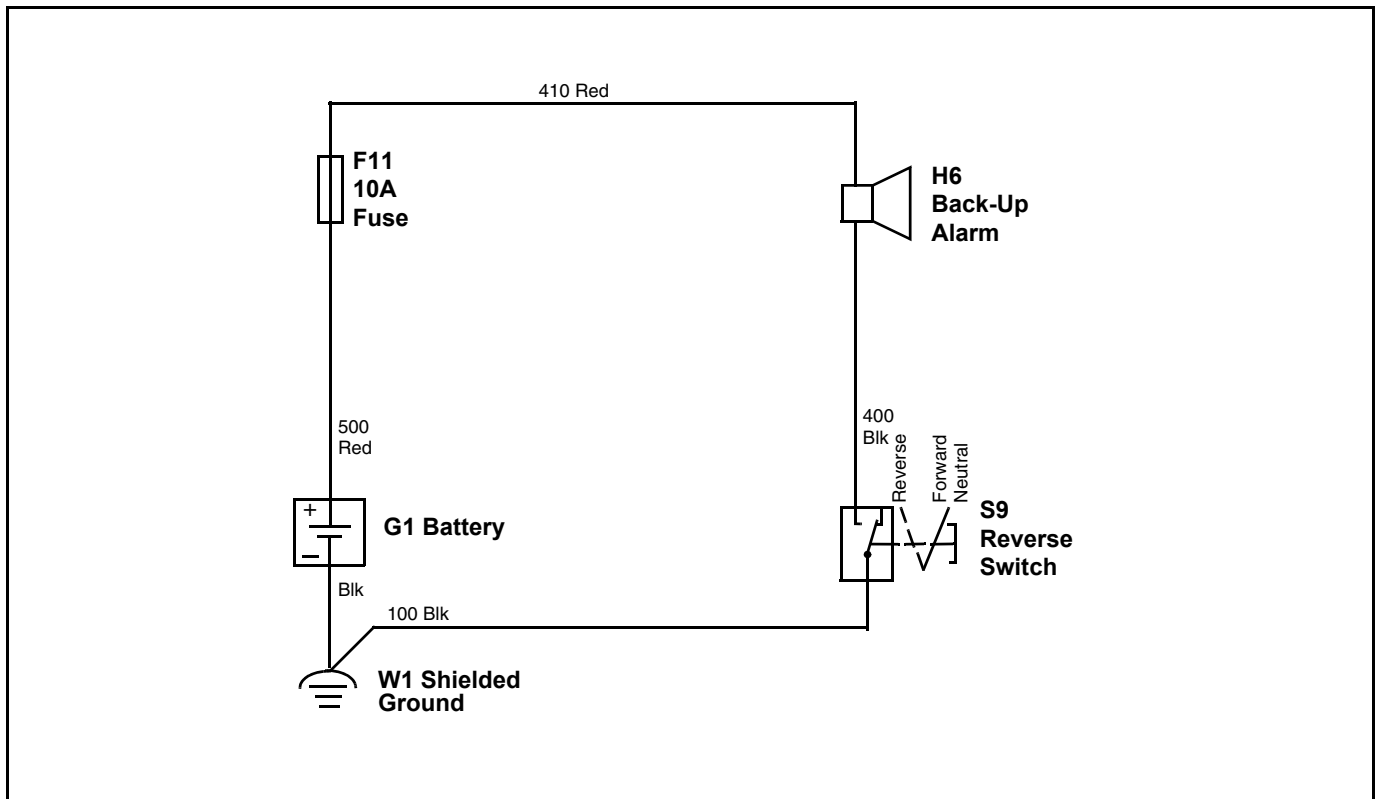 410 Red
F11
10A
Fuse
H6
Back-Up
Alarm
500
Red
400
Blk
Reverse
Forward
Neutral
S9
Reverse
Switch
+
G1 Battery
–
Blk
100 Blk
W1 Shielded
Ground